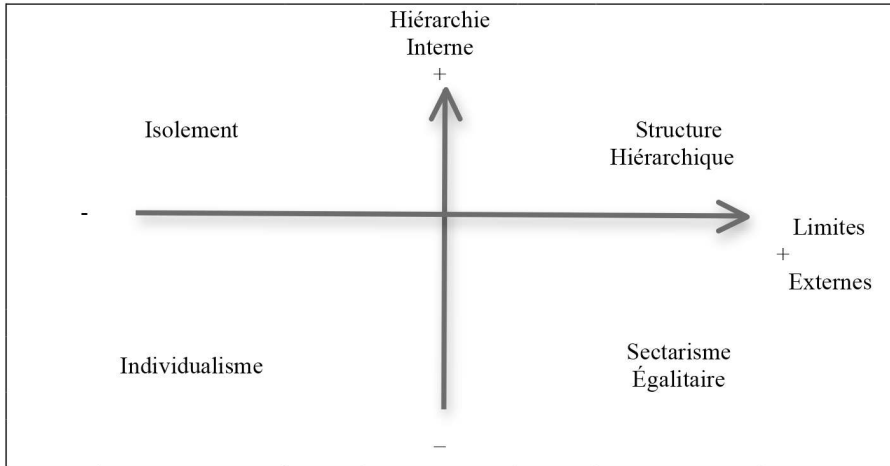 Hiérarchie
Interne
+
Isolement
Structure
Hiérarchique
-
Limites
+
Externes
Individualisme
Sectarisme
Égalitaire
–